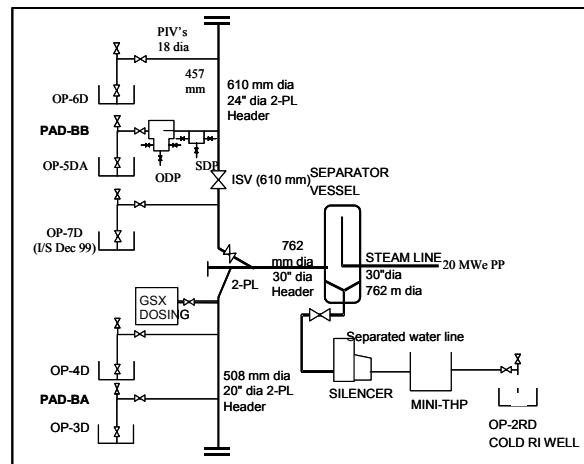 PIV's
18 dia
457
mm
OP-6D
610 mm dia
24" dia 2-PL
Header
PAD-BB
OP-5DA
ODP
SDP
ISV (610 mm)
SEPARATOR
VESSEL
OP-7D
(I/S Dec 99)
762
mm dia
30" dia
Header
STEAM LINE
30"dia
762 m dia
20 MWe PP
2-PL
GSX
DOSING
Separated water line
OP-4D
PAD-BA
OP-3D
508 mm dia
20" dia 2-PL
Header
SILENCER
MINI-THP
OP-2RD
COLD RI WELL